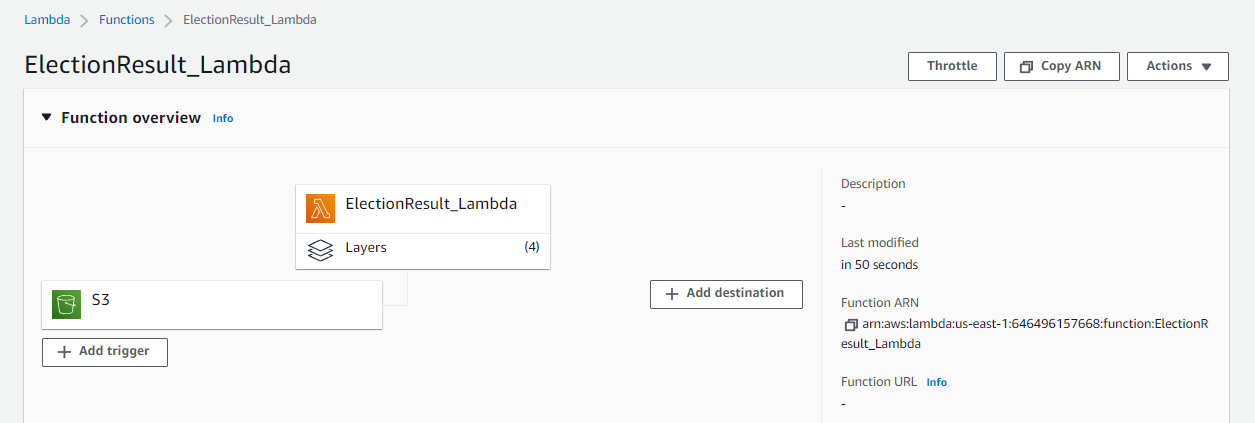 Lambda > Functions > ElectionResult_Lambda
ElectionResult_Lambda
Throttle
Copy ARN
Actions
Function overview Info
ElectionResult_Lambda
Layers (4)
S3
Add trigger
Add destination
Description
-
Last modified
in 50 seconds
Function ARN
arn:aws:lambda:us-east-1:646496157668:function:ElectionR
esult_Lambda
Function URL Info
-